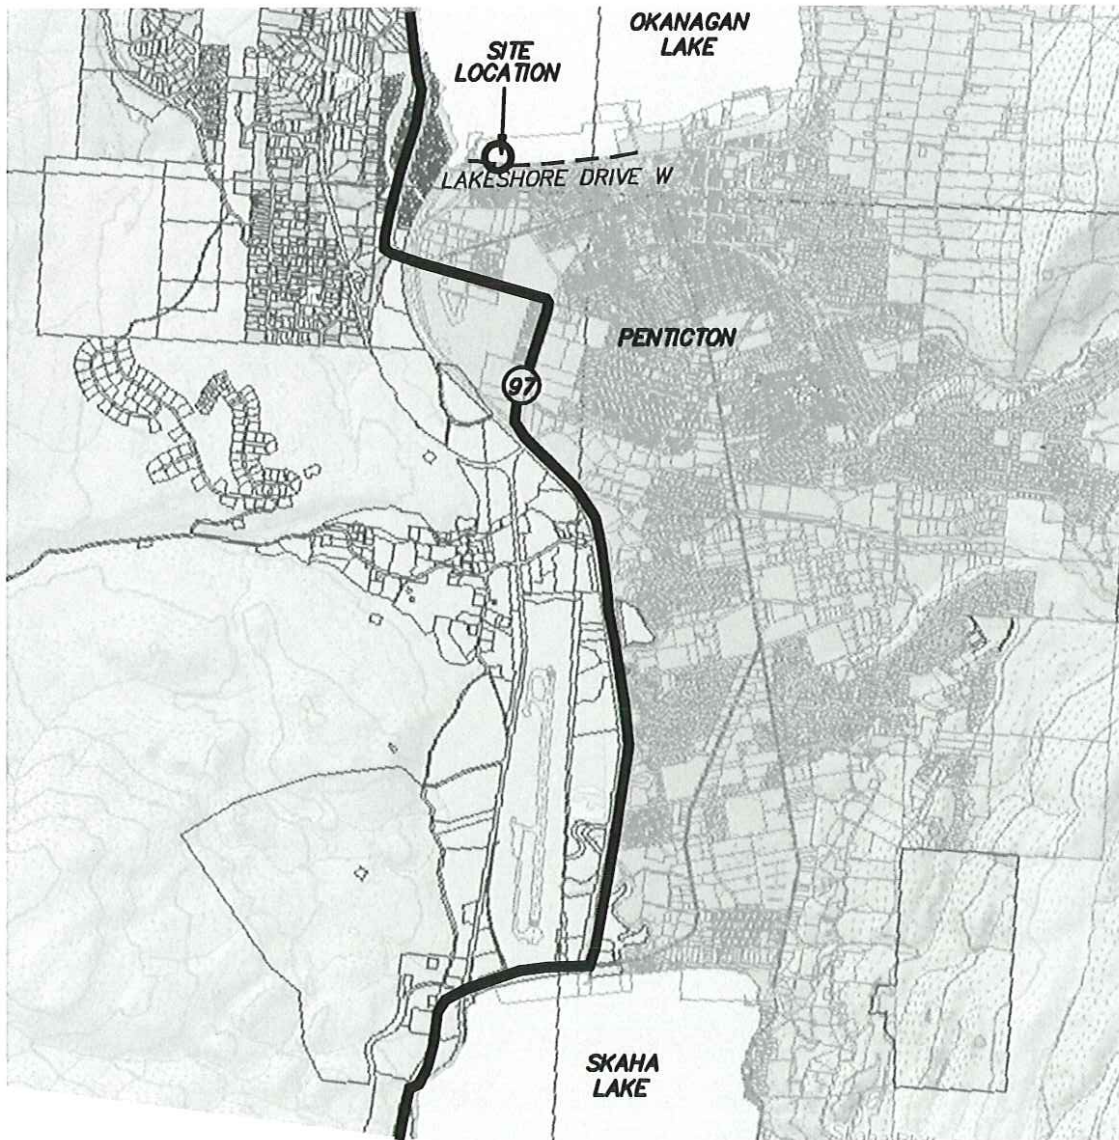 OKANAGAN
LAKE
SITE
LOCATION
LAKESHORE DRIVE W
PENTICTON
97
SKAHA
LAKE